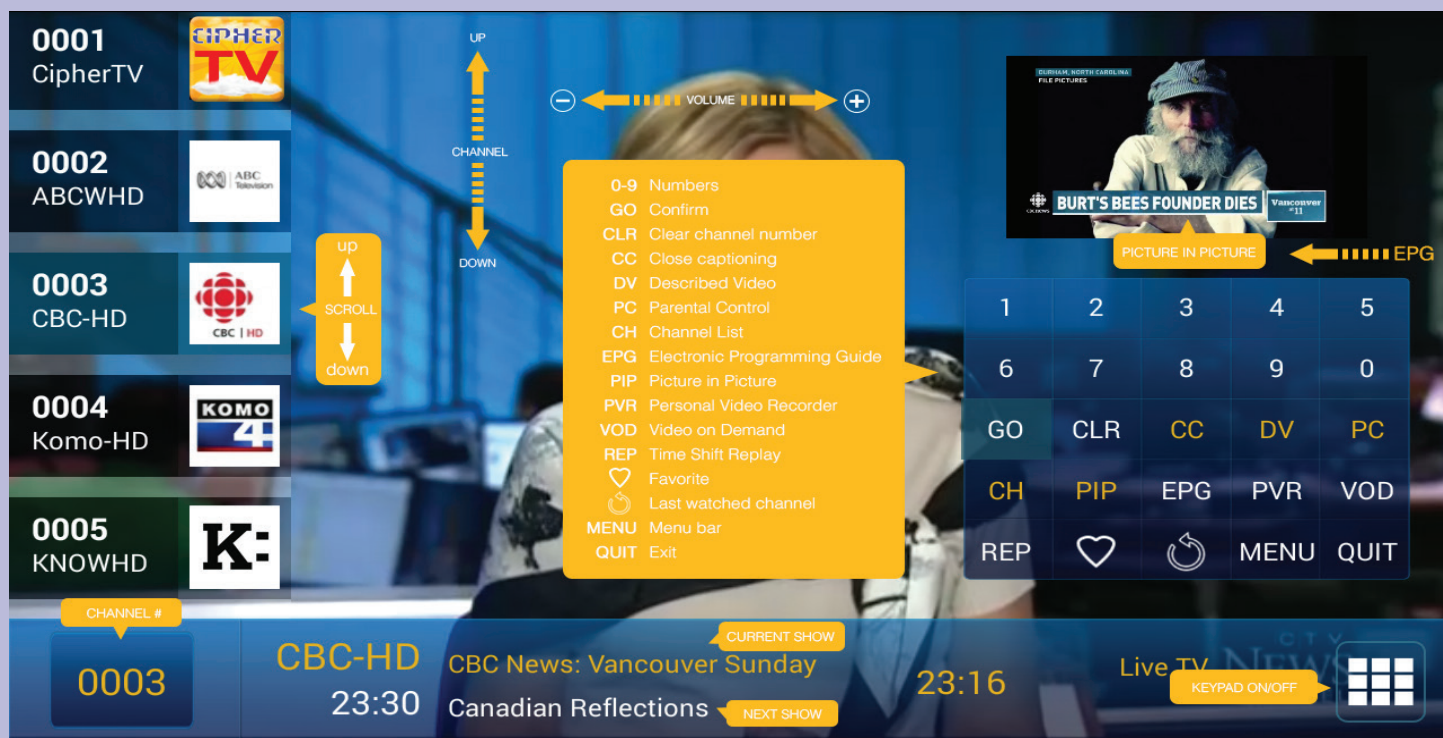 0001
CipherTV
CIPHER
TV
0002
ABCWHD
ABC
Television
0003
CBC-HD
CBC | HD
0004
Komo-HD
KOMO
4
0005
KNOWHD
K:
up
SCROLL
down
UP
CHANNEL
DOWN
VOLUME
0-9 Numbers
GO Confirm
CLR Clear channel number
CC Close captioning
DV Described Video
PC Parental Control
CH Channel List
EPG Electronic Programming Guide
PIP Picture in Picture
PVR Personal Video Recorder
VOD Video on Demand
REP Time Shift Replay
Favorite
Last watched channel
MENU Menu bar
QUIT Exit
DURHAM, NORTH CAROLINA
FILE PICTURES
CBCNEWS
BURT'S BEES FOUNDER DIES
Vancouver
at 11
PICTURE IN PICTURE
EPG
1 2 3 4 5
6 7 8 9 0
GO CLR CC DV PC
CH PIP EPG PVR VOD
REP MENU QUIT
CHANNEL #
0003
CBC-HD
23:30
CURRENT SHOW
CBC News: Vancouver Sunday
Canadian Reflections
NEXT SHOW
23:16
Live TV
CTV
NEWS
KEYPAD ON/OFF